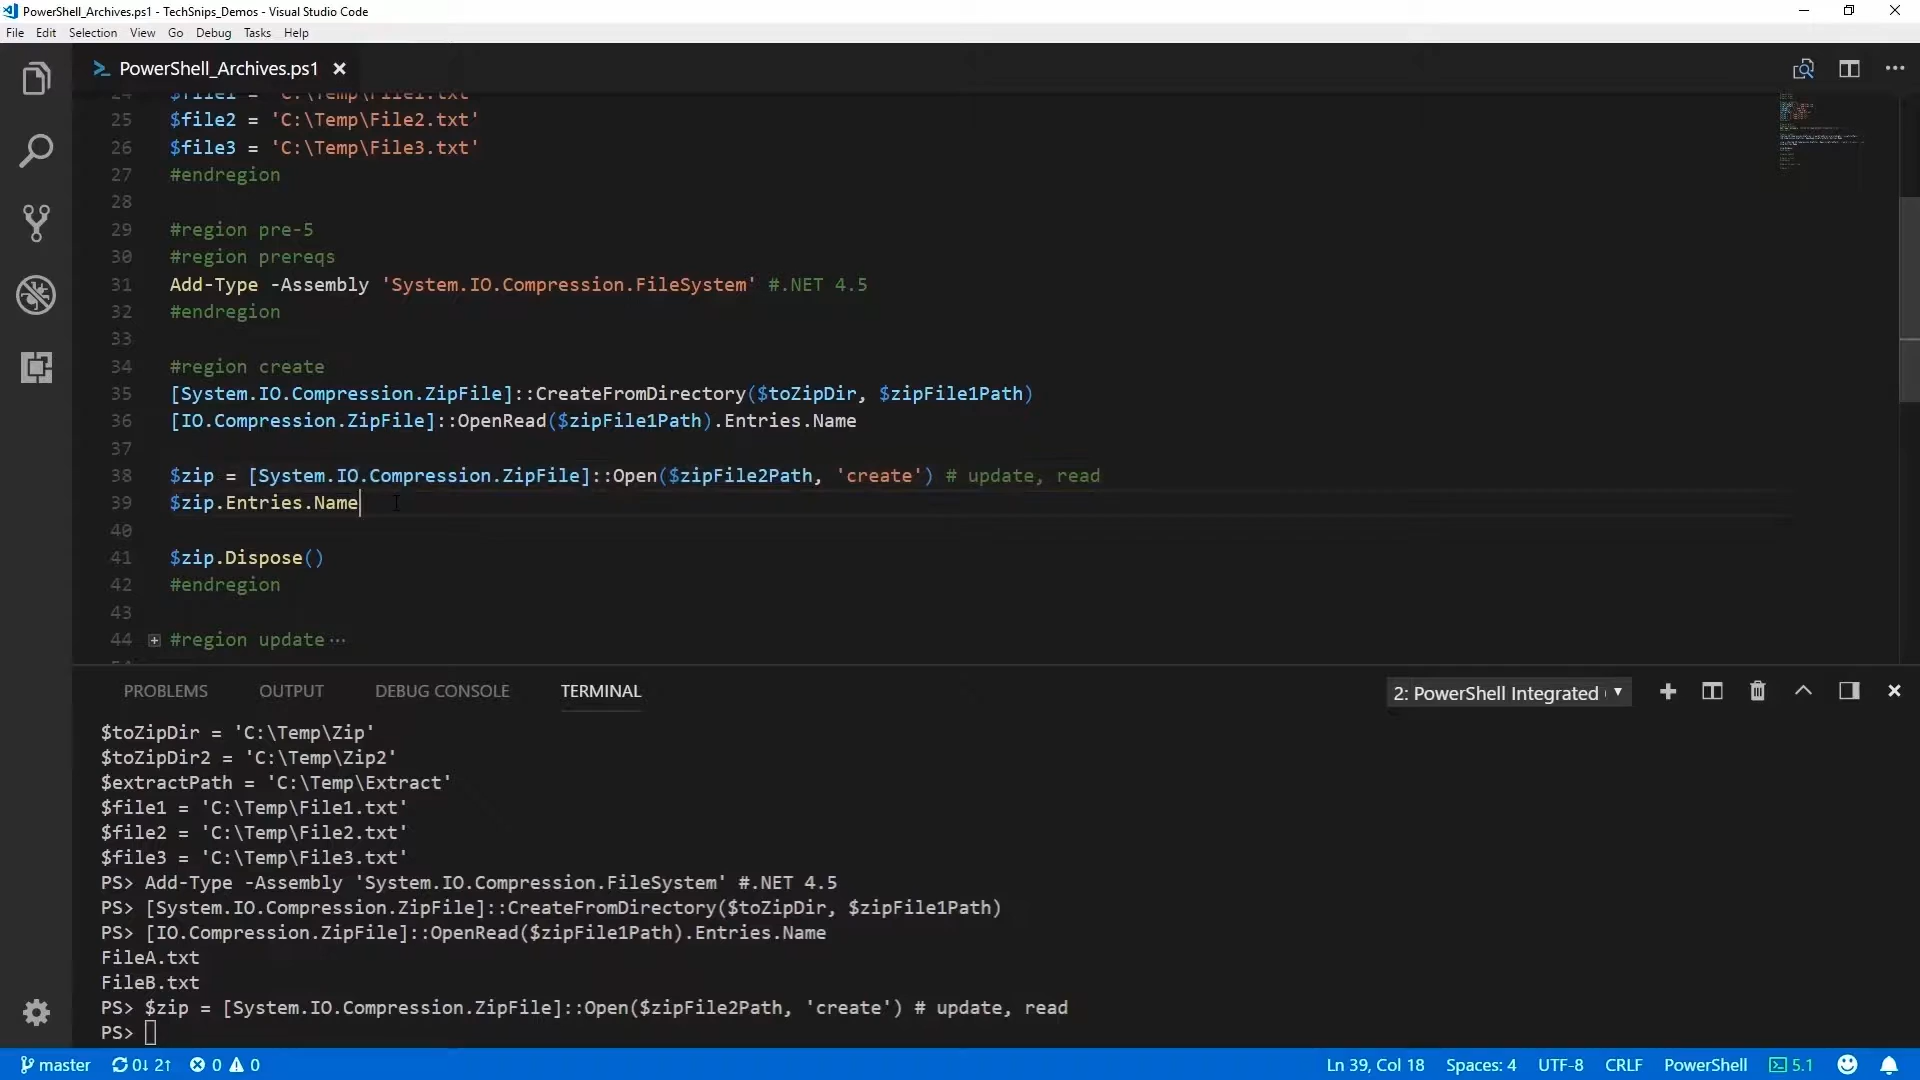 PowerShell_Archives.ps1 - TechSnips_Demos - Visual Studio Code
File Edit Selection View Go Debug Tasks Help
PowerShell_Archives.ps1
24 $file1 = 'C:\Temp\File1.txt'
25 $file2 = 'C:\Temp\File2.txt'
26 $file3 = 'C:\Temp\File3.txt'
27 #endregion
28
29 #region pre-5
30 #region prereqs
31 Add-Type -Assembly 'System.IO.Compression.FileSystem' #.NET 4.5
32 #endregion
33
34 #region create
35 [System.IO.Compression.ZipFile]::CreateFromDirectory($toZipDir, $zipFile1Path)
36 [IO.Compression.ZipFile]::OpenRead($zipFile1Path).Entries.Name
37
38 $zip = [System.IO.Compression.ZipFile]::Open($zipFile2Path, 'create') # update, read
39 $zip.Entries.Name
40
41 $zip.Dispose()
42 #endregion
43
44 #region update ...
PROBLEMS OUTPUT DEBUG CONSOLE TERMINAL 2: PowerShell Integrated
$toZipDir = 'C:\Temp\Zip'
$toZipDir2 = 'C:\Temp\Zip2'
$extractPath = 'C:\Temp\Extract'
$file1 = 'C:\Temp\File1.txt'
$file2 = 'C:\Temp\File2.txt'
$file3 = 'C:\Temp\File3.txt'
PS> Add-Type -Assembly 'System.IO.Compression.FileSystem' #.NET 4.5
PS> [System.IO.Compression.ZipFile]::CreateFromDirectory($toZipDir, $zipFile1Path)
PS> [IO.Compression.ZipFile]::OpenRead($zipFile1Path).Entries.Name
FileA.txt
FileB.txt
PS> $zip = [System.IO.Compression.ZipFile]::Open($zipFile2Path, 'create') # update, read
PS>
master 0↓ 2↑ 0 0 Ln 39, Col 18 Spaces: 4 UTF-8 CRLF PowerShell 5.1